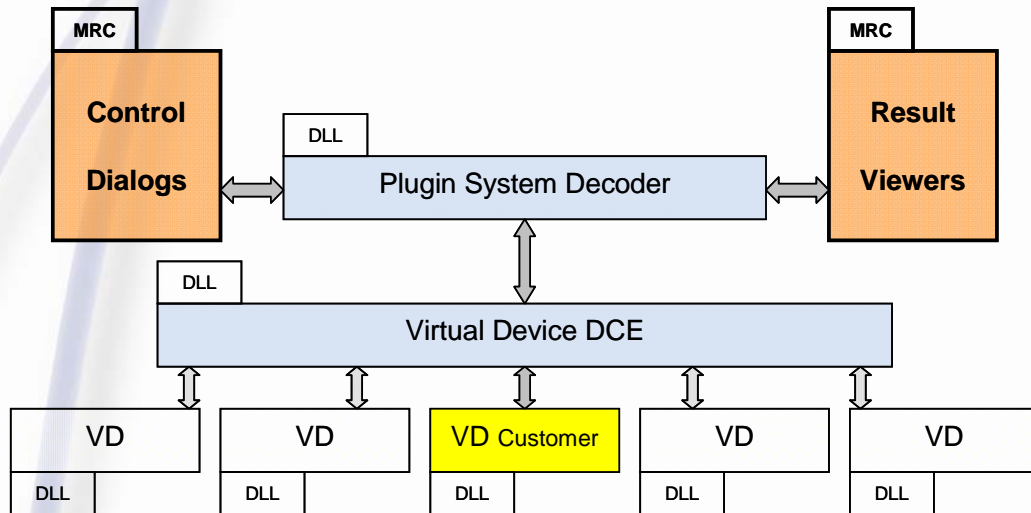 MRC
Control
Dialogs
MRC
Result
Viewers
DLL
Plugin System Decoder
DLL
Virtual Device DCE
VD
VD
VD Customer
VD
VD
DLL
DLL
DLL
DLL
DLL